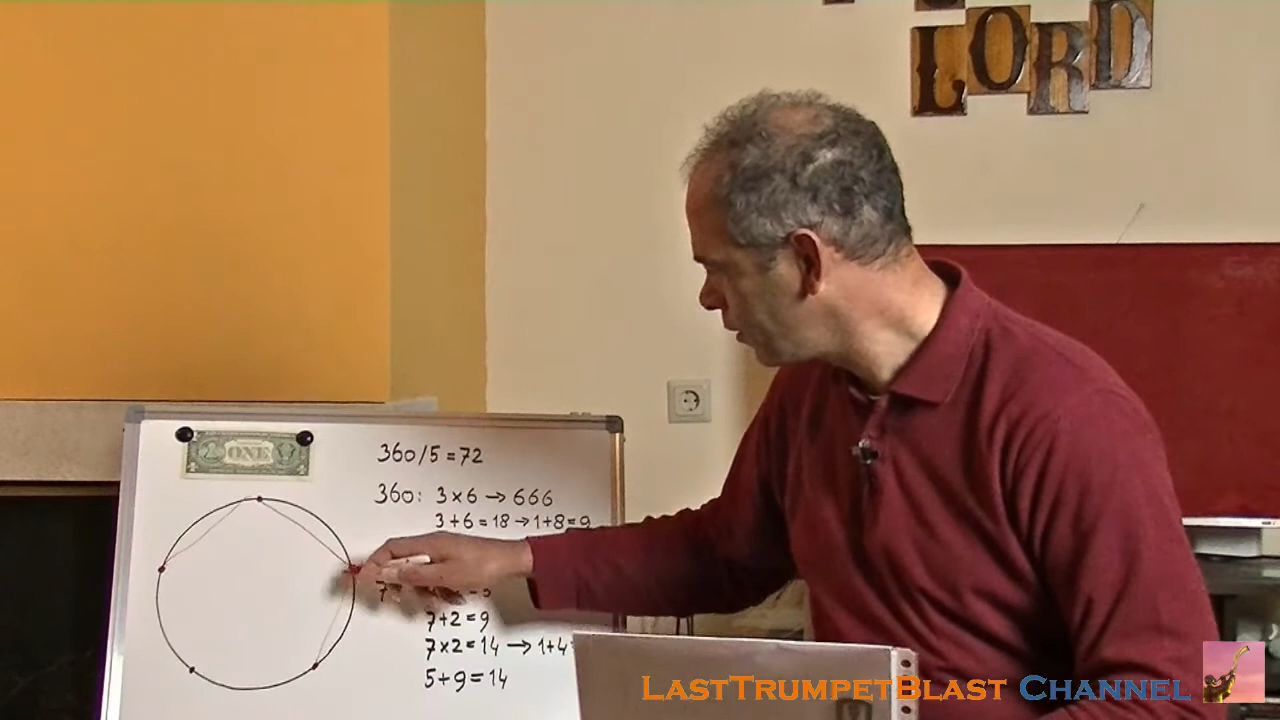 LORD
ONE
360/5=72
360: 3×6→666
3+6=18→1+8=9
7+2=9
7×2=14→1+4
5+9=14
LASTTRUMPETBLAST CHANNEL